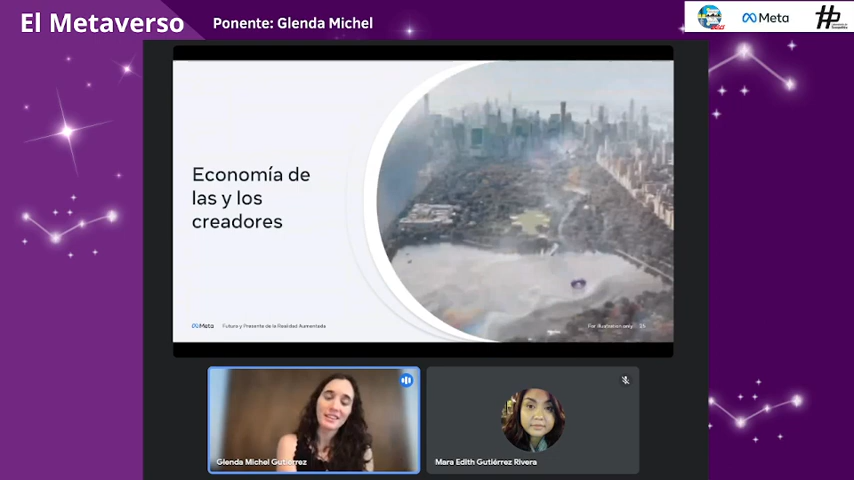 El Metaverso
Ponente: Glenda Michel
Meta
Economía de
las y los
creadores
Meta
Futuro y Presente de la Realidad Aumentada
For illustration only
Glenda Michel Gutiérrez
Mara Edith Gutiérrez Rivera